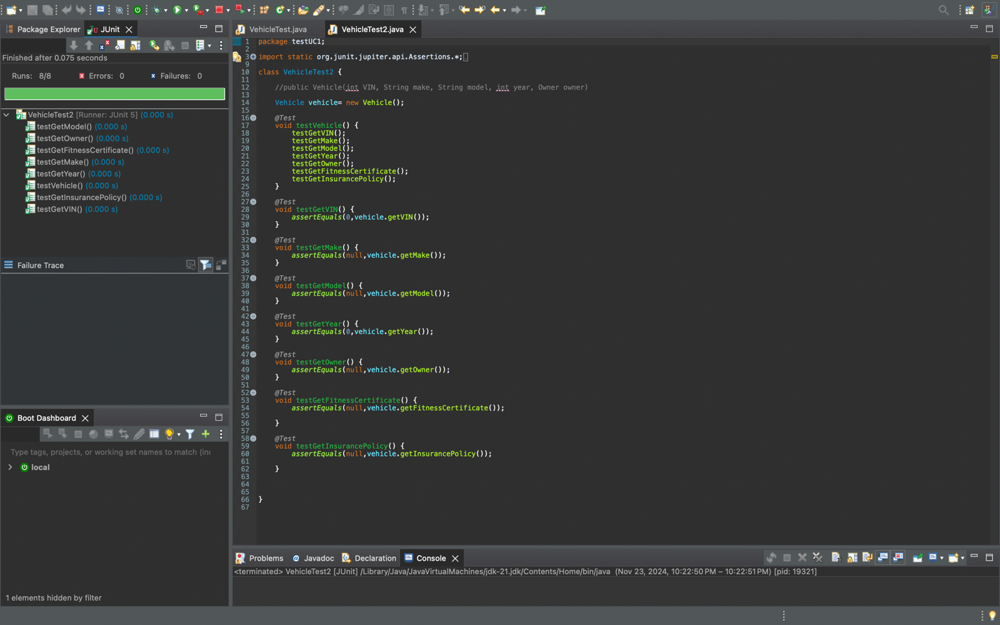 Package Explorer
JUnit
Finished after 0.075 seconds
Runs: 8/8
Errors: 0
Failures: 0
VehicleTest2 [Runner: JUnit 5] (0.000 s)
testGetModel() (0.000 s)
testGetOwner() (0.000 s)
testGetFitnessCertificate() (0.000 s)
testGetMake() (0.000 s)
testGetYear() (0.000 s)
testVehicle() (0.000 s)
testGetInsurancePolicy() (0.000 s)
testGetVIN() (0.000 s)
Failure Trace
Boot Dashboard
Type tags, projects, or working set names to match (inc
local
1 elements hidden by filter
VehicleTest.java
VehicleTest2.java
1 package testUC1;
2
3 import static org.junit.jupiter.api.Assertions.*;
9
10 class VehicleTest2 {
11
12 //public Vehicle(int VIN, String make, String model, int year, Owner owner)
13
14 Vehicle vehicle= new Vehicle();
15
16 @Test
17 void testVehicle() {
18 testGetVIN();
19 testGetMake();
20 testGetModel();
21 testGetYear();
22 testGetOwner();
23 testGetFitnessCertificate();
24 testGetInsurancePolicy();
25 }
26
27 @Test
28 void testGetVIN() {
29 assertEquals(0,vehicle.getVIN());
30 }
31
32 @Test
33 void testGetMake() {
34 assertEquals(null,vehicle.getMake());
35 }
36
37 @Test
38 void testGetModel() {
39 assertEquals(null,vehicle.getModel());
40 }
41
42 @Test
43 void testGetYear() {
44 assertEquals(0,vehicle.getYear());
45 }
46
47 @Test
48 void testGetOwner() {
49 assertEquals(null,vehicle.getOwner());
50 }
51
52 @Test
53 void testGetFitnessCertificate() {
54 assertEquals(null,vehicle.getFitnessCertificate());
55
56 }
57
58 @Test
59 void testGetInsurancePolicy() {
60 assertEquals(null,vehicle.getInsurancePolicy());
61
62 }
63
64
65
66 }
67
Problems
Javadoc
Declaration
Console
<terminated> VehicleTest2 [JUnit] /Library/Java/JavaVirtualMachines/jdk-21.jdk/Contents/Home/bin/java (Nov 23, 2024, 10:22:50 PM – 10:22:51 PM) [pid: 19321]